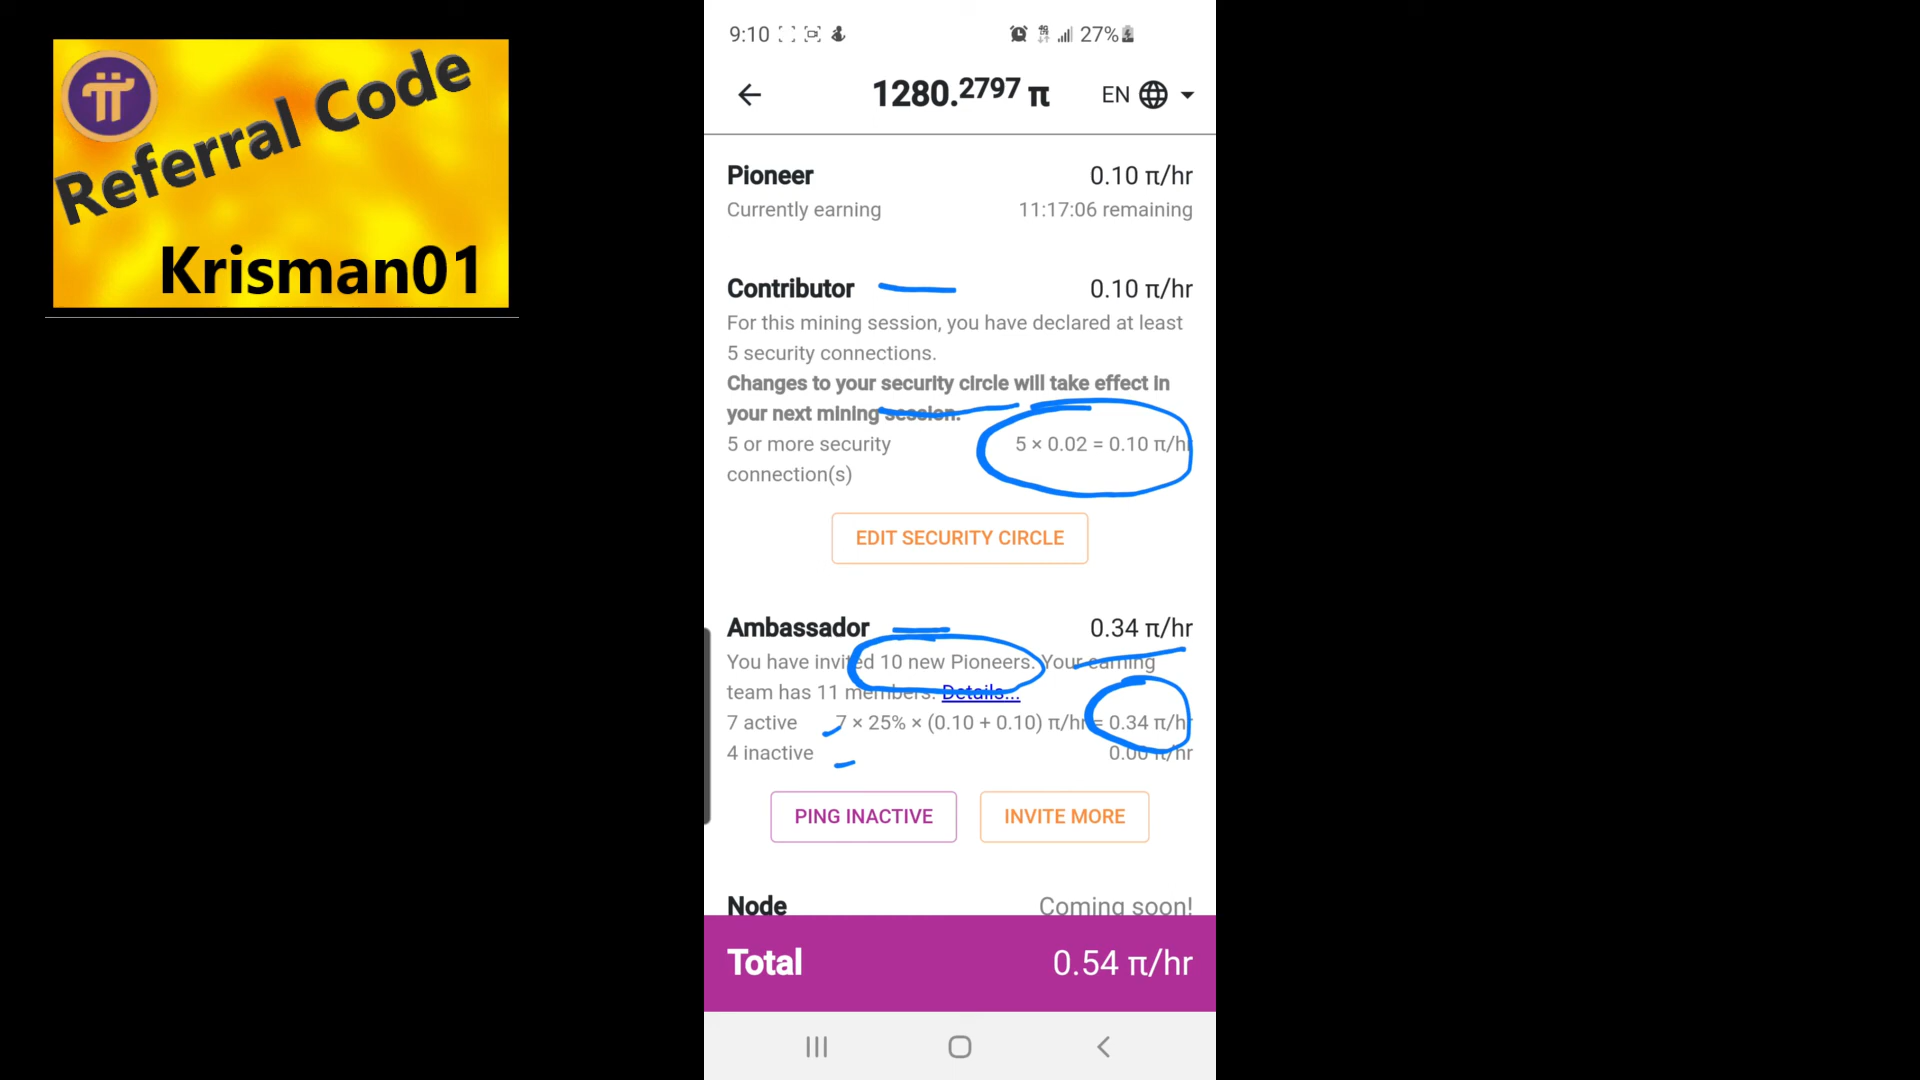 Referral Code
Krisman01
9:10 27%
1280.2797 π EN
Pioneer 0.10 π/hr
Currently earning 11:17:06 remaining
Contributor 0.10 π/hr
For this mining session, you have declared at least
5 security connections.
Changes to your security circle will take effect in
your next mining session.
5 or more security 5 × 0.02 = 0.10 π/hr
connection(s)
EDIT SECURITY CIRCLE
Ambassador 0.34 π/hr
You have invited 10 new Pioneers. Your earning
team has 11 members. Details...
7 active 7 × 25% × (0.10 + 0.10) π/hr = 0.34 π/hr
4 inactive 0.00 π/hr
PING INACTIVE INVITE MORE
Node Coming soon!
Total 0.54 π/hr